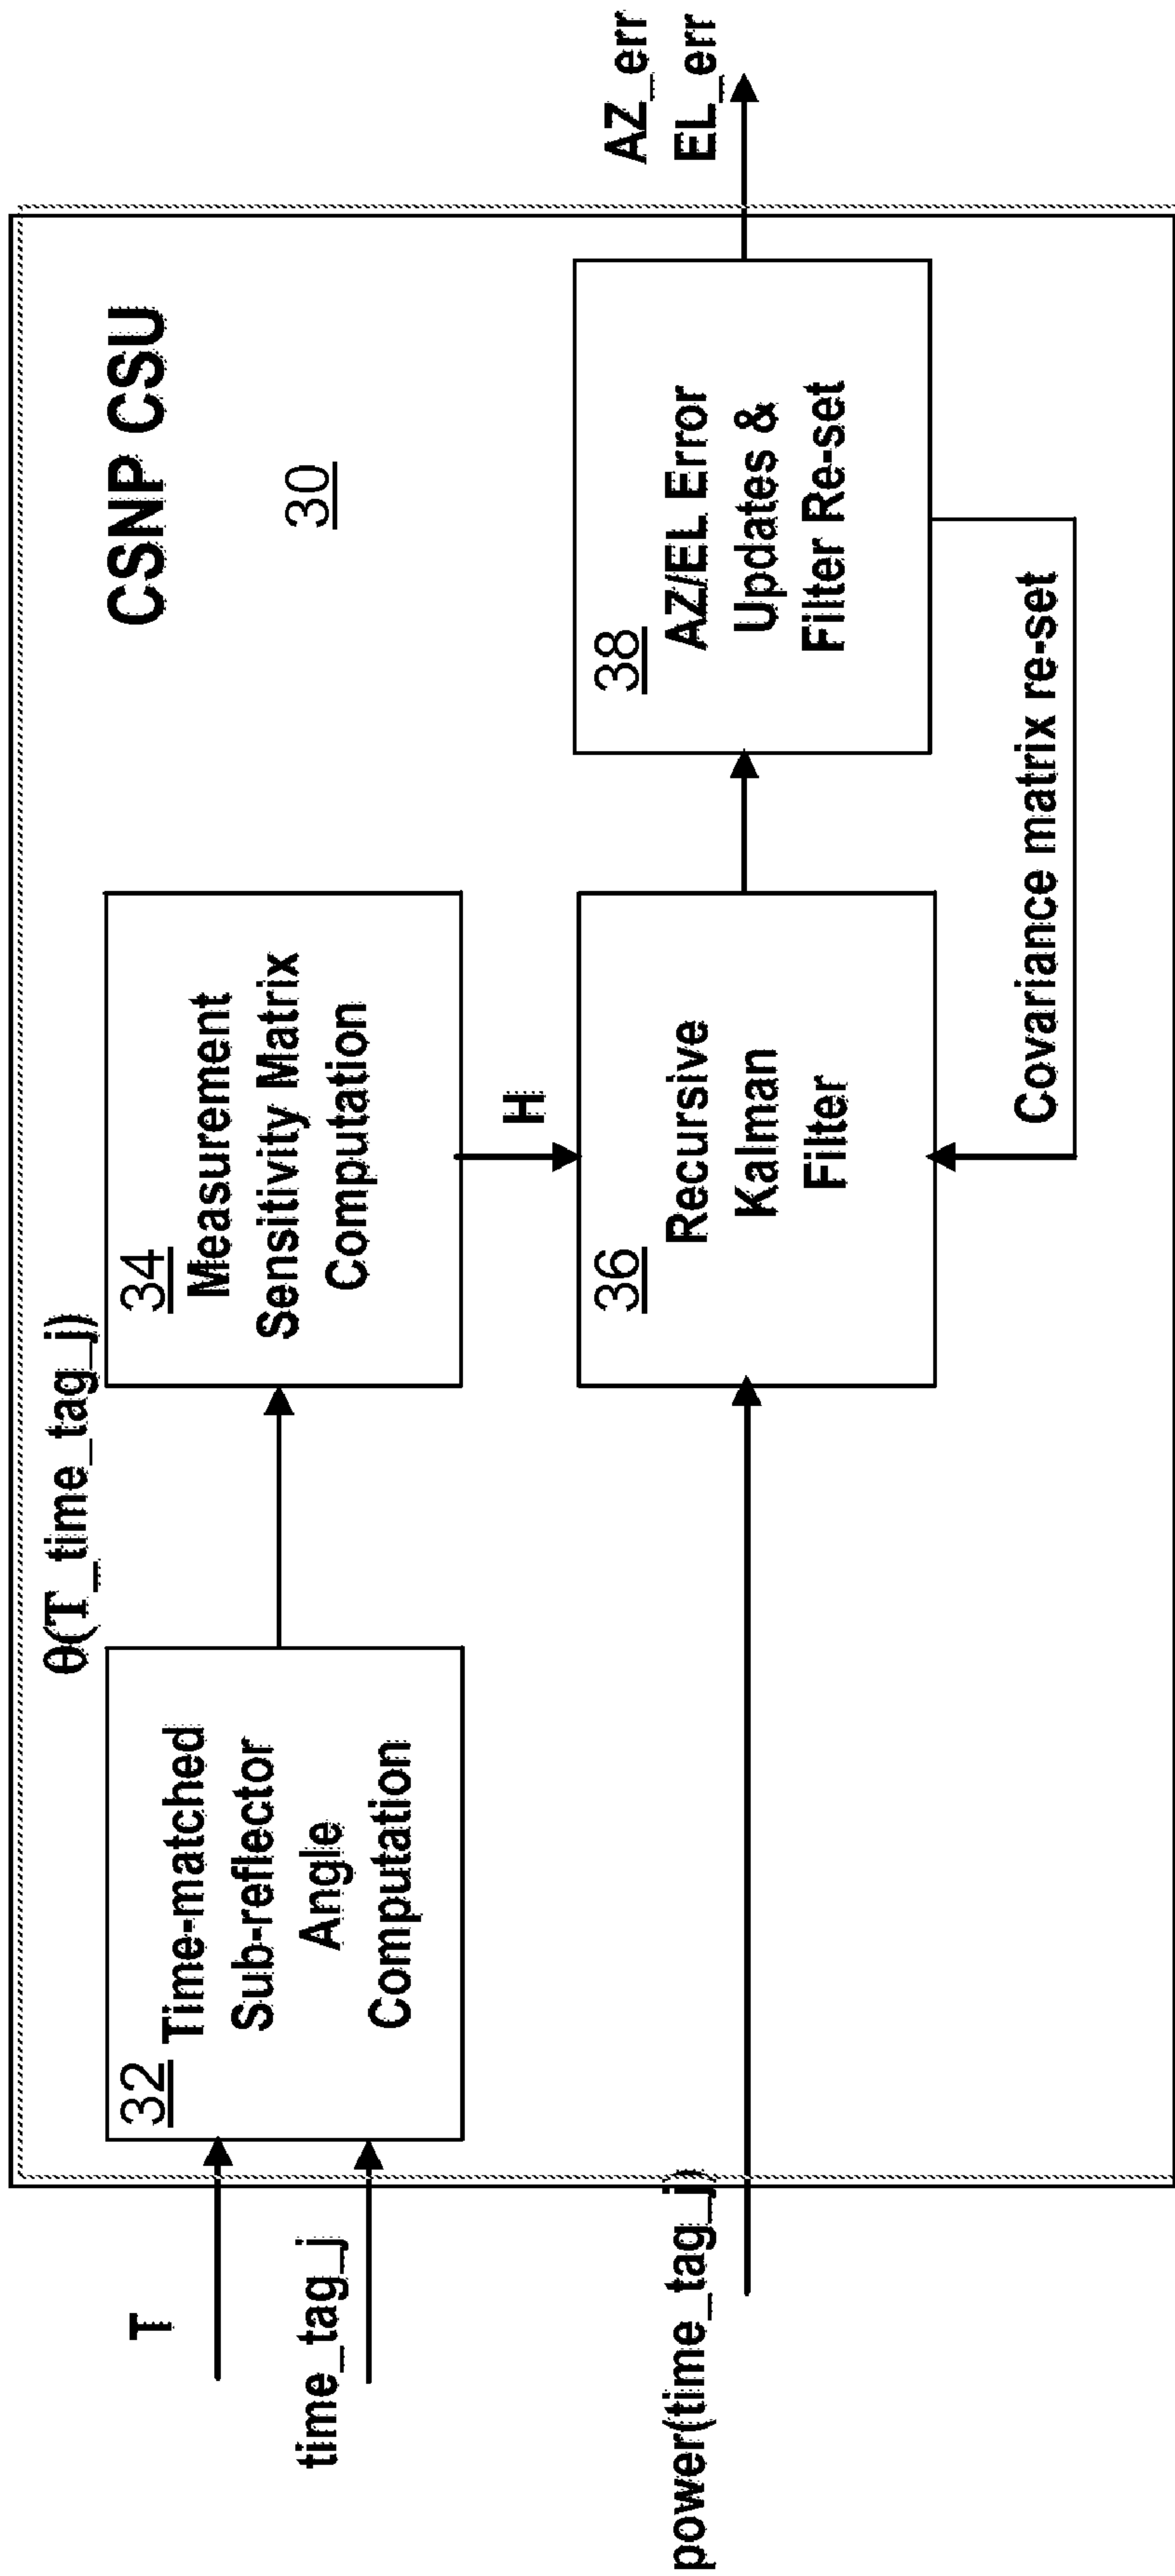 CSNP CSU
30
T
time_tag_j
power(time_tag_j)
32
Time-matched
Sub-reflector
Angle
Computation
θ(T_time_tag_j)
34
Measurement
Sensitivity Matrix
Computation
H
36
Recursive
Kalman
Filter
38
AZ/EL Error
Updates &
Filter Re-set
Covariance matrix re-set
AZ_err
EL_err